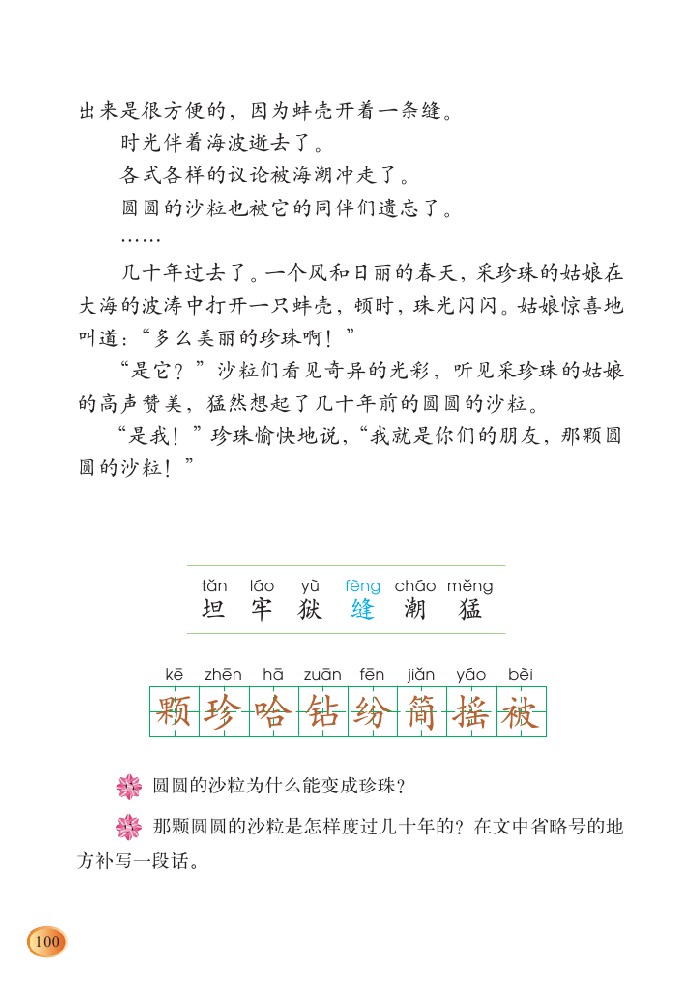 出来是很方便的，因为蚌壳开着一条缝。
时光伴着海波逝去了。
各式各样的议论被海潮冲走了。
圆圆的沙粒也被它的同伴们遗忘了。
……
几十年过去了。一个风和日丽的春天，采珍珠的姑娘在
大海的波涛中打开一只蚌壳，顿时，珠光闪闪。姑娘惊喜地
叫道：“多么美丽的珍珠啊！”
“是它？”沙粒们看见奇异的光彩，听见采珍珠的姑娘
的高声赞美，猛然想起了几十年前的圆圆的沙粒。
“是我！”珍珠愉快地说，“我就是你们的朋友，那颗圆
圆的沙粒！”
tǎn láo yù fèng cháo měng
坦 牢 狱 缝 潮 猛
kē zhēn hā zuān fēn jiǎn yáo bèi
颗 珍 哈 钻 纷 简 摇 被
圆圆的沙粒为什么能变成珍珠？
那颗圆圆的沙粒是怎样度过几十年的？在文中省略号的地
方补写一段话。
100